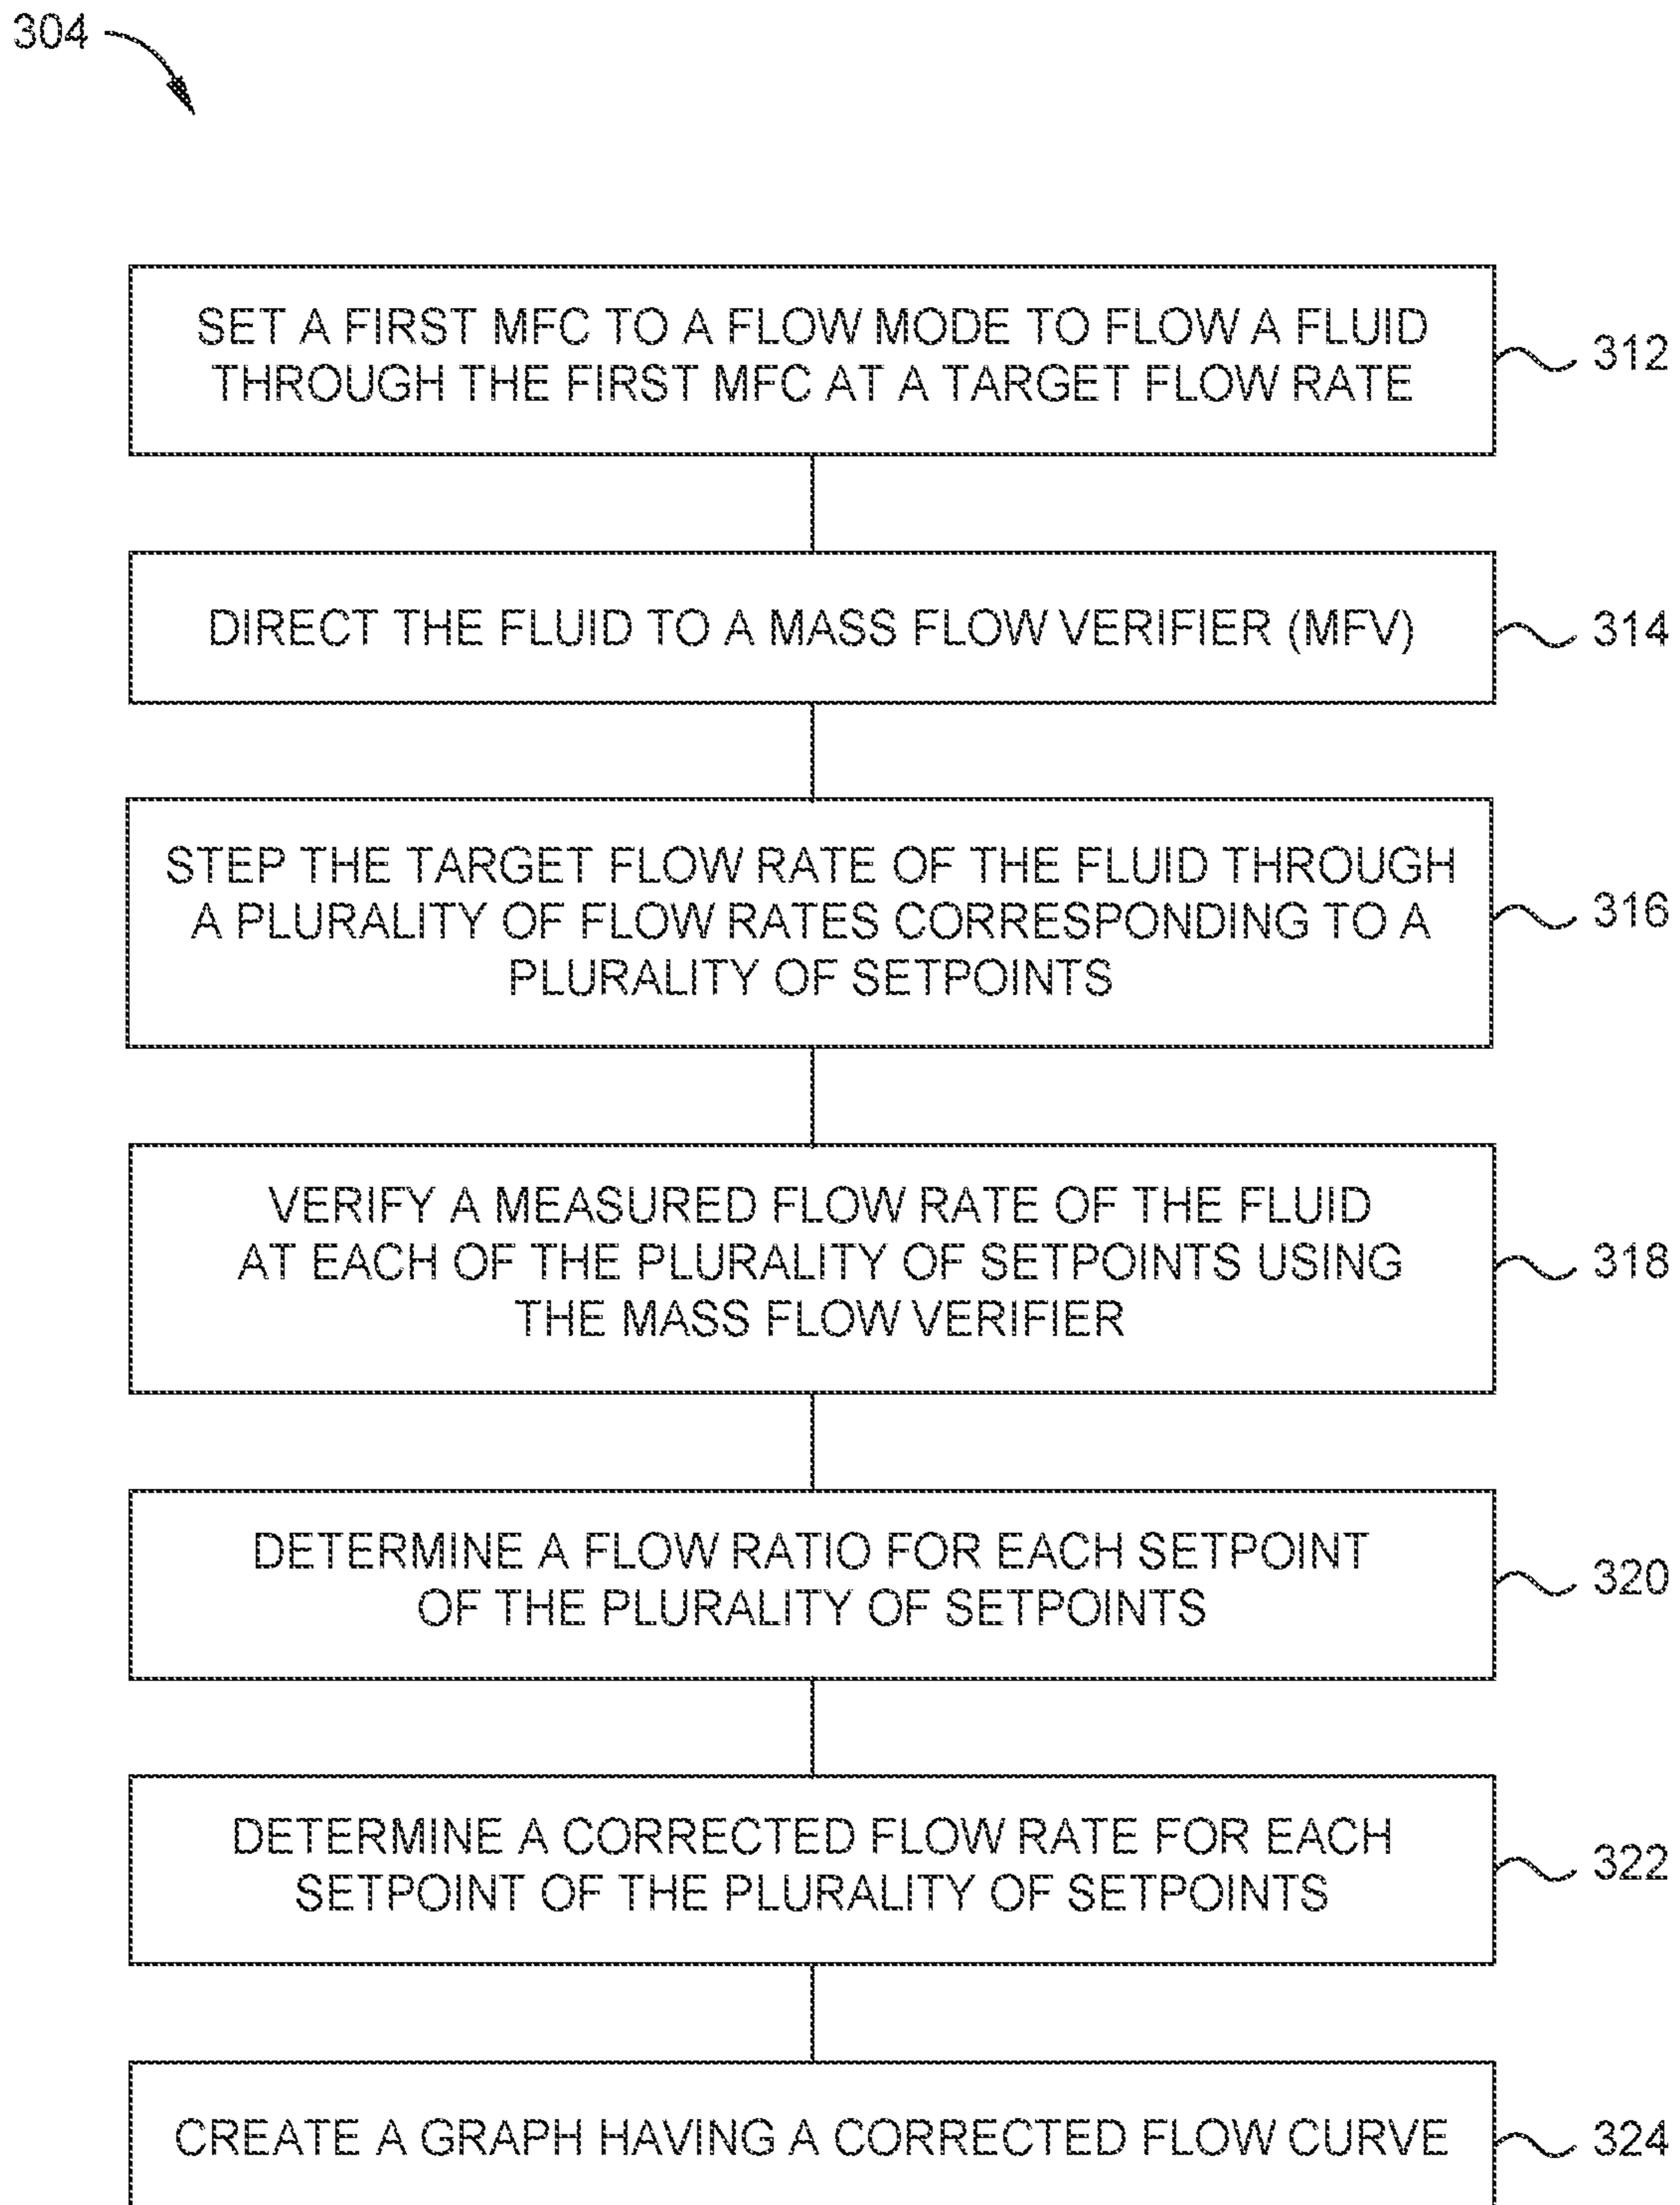 304
SET A FIRST MFC TO A FLOW MODE TO FLOW A FLUID
THROUGH THE FIRST MFC AT A TARGET FLOW RATE
312
DIRECT THE FLUID TO A MASS FLOW VERIFIER (MFV)
314
STEP THE TARGET FLOW RATE OF THE FLUID THROUGH
A PLURALITY OF FLOW RATES CORRESPONDING TO A
PLURALITY OF SETPOINTS
316
VERIFY A MEASURED FLOW RATE OF THE FLUID
AT EACH OF THE PLURALITY OF SETPOINTS USING
THE MASS FLOW VERIFIER
318
DETERMINE A FLOW RATIO FOR EACH SETPOINT
OF THE PLURALITY OF SETPOINTS
320
DETERMINE A CORRECTED FLOW RATE FOR EACH
SETPOINT OF THE PLURALITY OF SETPOINTS
322
CREATE A GRAPH HAVING A CORRECTED FLOW CURVE
324